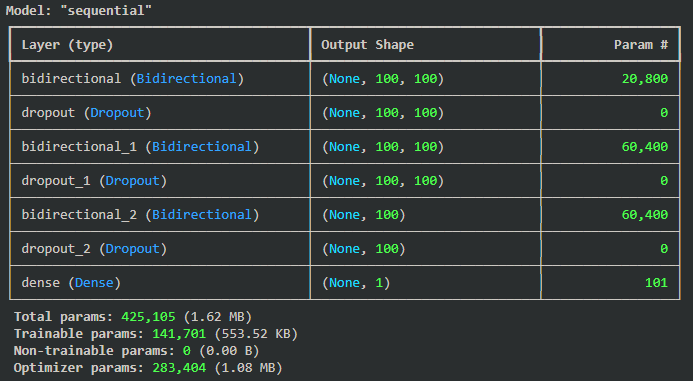 Model: "sequential"
Layer (type) Output Shape Param #
bidirectional (Bidirectional) (None, 100, 100) 20,800
dropout (Dropout) (None, 100, 100) 0
bidirectional_1 (Bidirectional) (None, 100, 100) 60,400
dropout_1 (Dropout) (None, 100, 100) 0
bidirectional_2 (Bidirectional) (None, 100) 60,400
dropout_2 (Dropout) (None, 100) 0
dense (Dense) (None, 1) 101
Total params: 425,105 (1.62 MB)
Trainable params: 141,701 (553.52 KB)
Non-trainable params: 0 (0.00 B)
Optimizer params: 283,404 (1.08 MB)